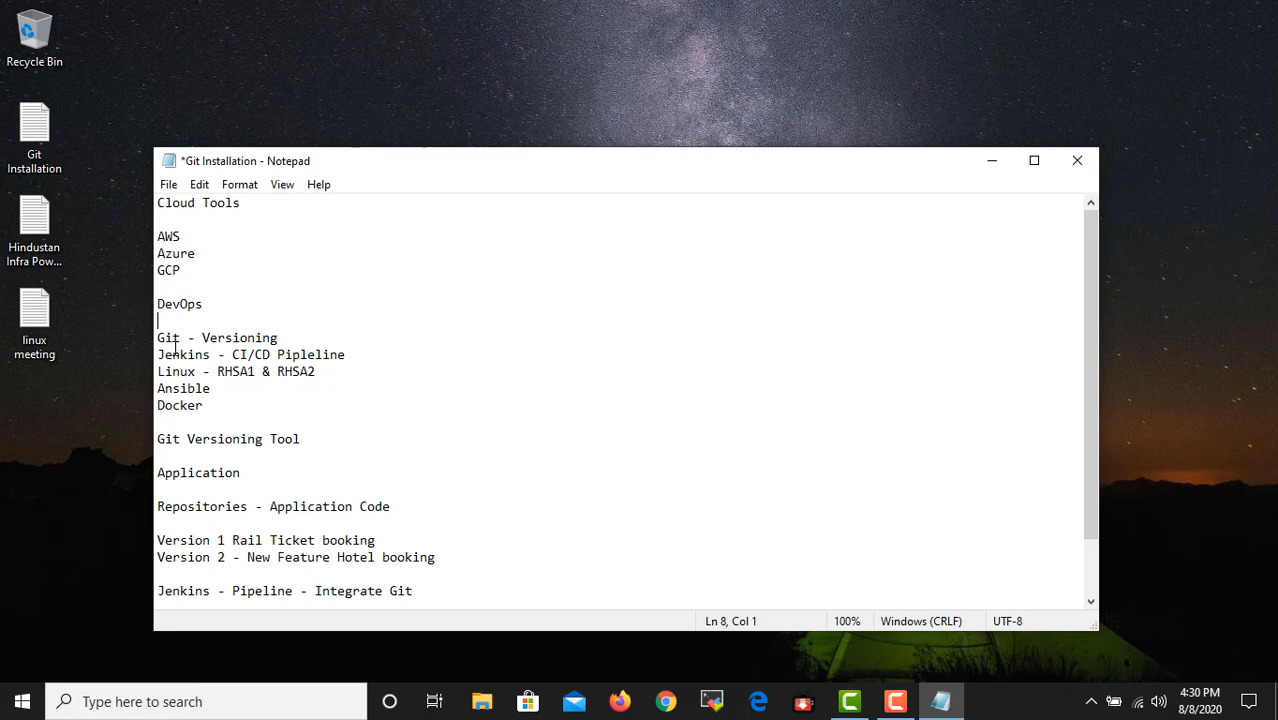 Recycle Bin
Git
Installation
Hindustan
Infra Pow...
linux
meeting
*Git Installation - Notepad
File Edit Format View Help
Cloud Tools
AWS
Azure
GCP
DevOps
Git - Versioning
Jenkins - CI/CD Pipleline
Linux - RHSA1 & RHSA2
Ansible
Docker
Git Versioning Tool
Application
Repositories - Application Code
Version 1 Rail Ticket booking
Version 2 - New Feature Hotel booking
Jenkins - Pipeline - Integrate Git
Ln 8, Col 1 100% Windows (CRLF) UTF-8
Type here to search
4:30 PM
8/8/2020